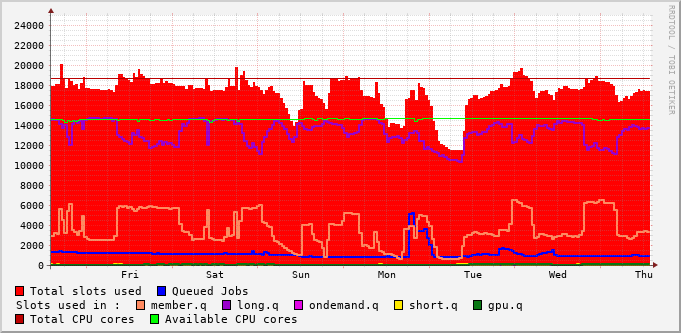 RRDTOOL / TOBI OETIKER
24000
22000
20000
18000
16000
14000
12000
10000
8000
6000
4000
2000
0
Fri Sat Sun Mon Tue Wed Thu
Total slots used Queued Jobs
Slots used in : member.q long.q ondemand.q short.q gpu.q
Total CPU cores Available CPU cores